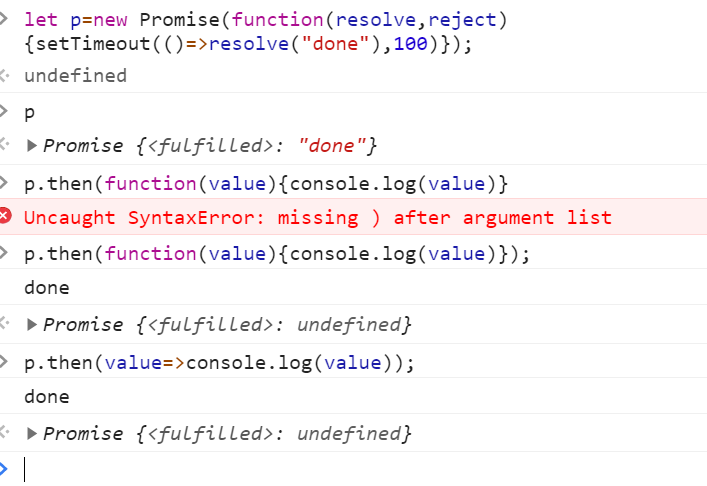 let p=new Promise(function(resolve,reject)
{setTimeout(()=>resolve("done"),100)});
undefined
p
Promise {<fulfilled>: "done"}
p.then(function(value){console.log(value)}
Uncaught SyntaxError: missing ) after argument list
p.then(function(value){console.log(value)});
done
Promise {<fulfilled>: undefined}
p.then(value=>console.log(value));
done
Promise {<fulfilled>: undefined}